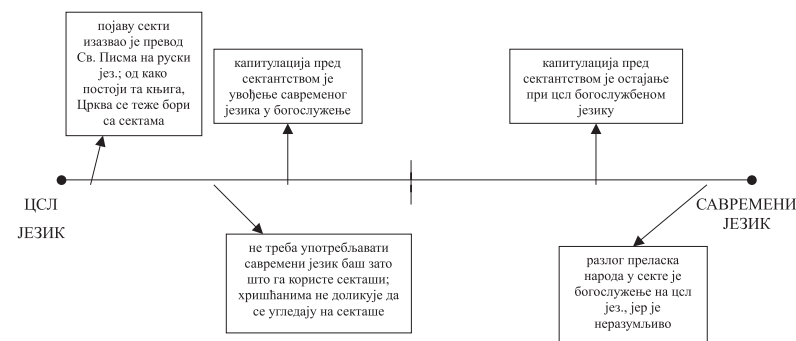 појаву секти
изазвао је превод
Св. Писма на руски
јез.; од како
постоји та књига,
Црква се теже бори
са сектама
капитулација пред
сектантством је
увођење савременог
језика у богослужење
капитулација пред
сектантством је остајање
при цсл богослужбеном
језику
ЦСЛ
ЈЕЗИК
САВРЕМЕНИ
ЈЕЗИК
не треба употребљавати
савремени језик баш зато
што га користе секташи;
хришћанима не доликује да
се угледају на секташе
разлог преласка
народа у секте је
богослужење на цсл
јез., јер је
неразумљиво